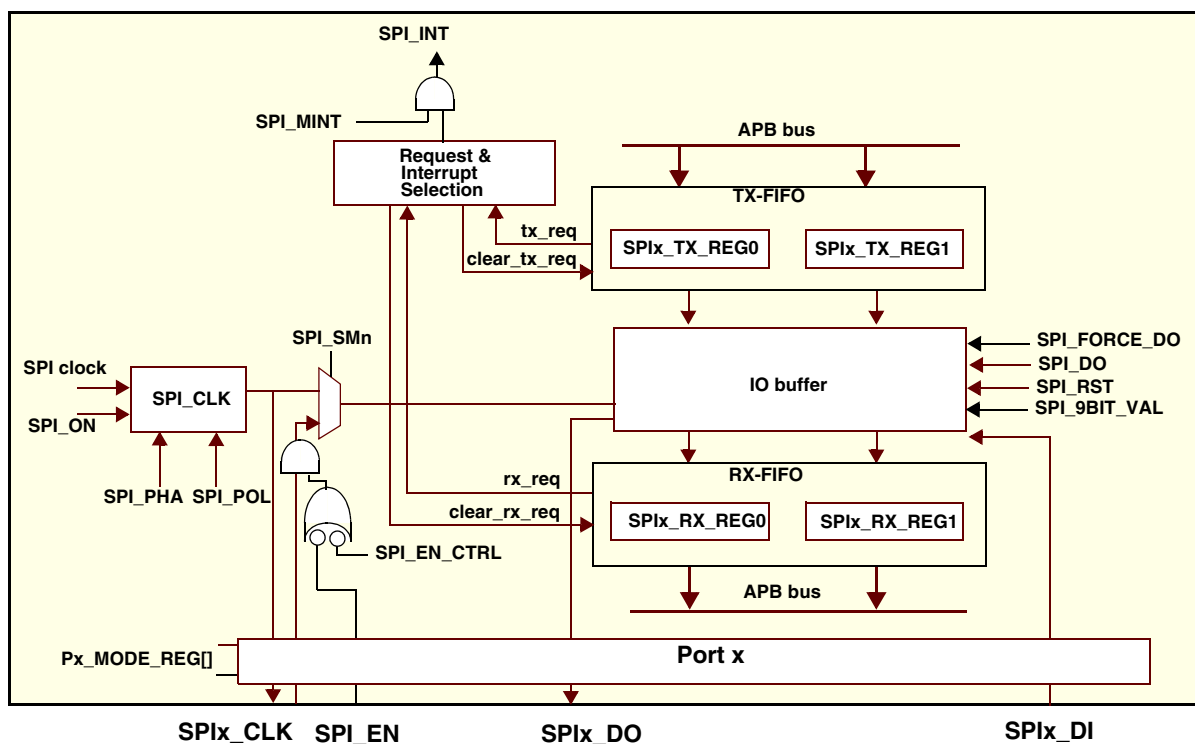 SPI_INT
SPI_MINT
APB bus
Request &
Interrupt
Selection
TX-FIFO
tx_req
SPIx_TX_REG0
SPIx_TX_REG1
clear_tx_req
SPI_SMn
SPI_FORCE_DO
SPI clock
SPI_DO
IO buffer
SPI_CLK
SPI_RST
SPI_9BIT_VAL
SPI_ON
RX-FIFO
rx_req
SPI_PHA
SPI_POL
clear_rx_req
SPIx_RX_REG0
SPIx_RX_REG1
SPI_EN_CTRL
APB bus
Px_MODE_REG[]
Port x
SPIx_CLK
SPI_EN
SPIx_DO
SPIx_DI